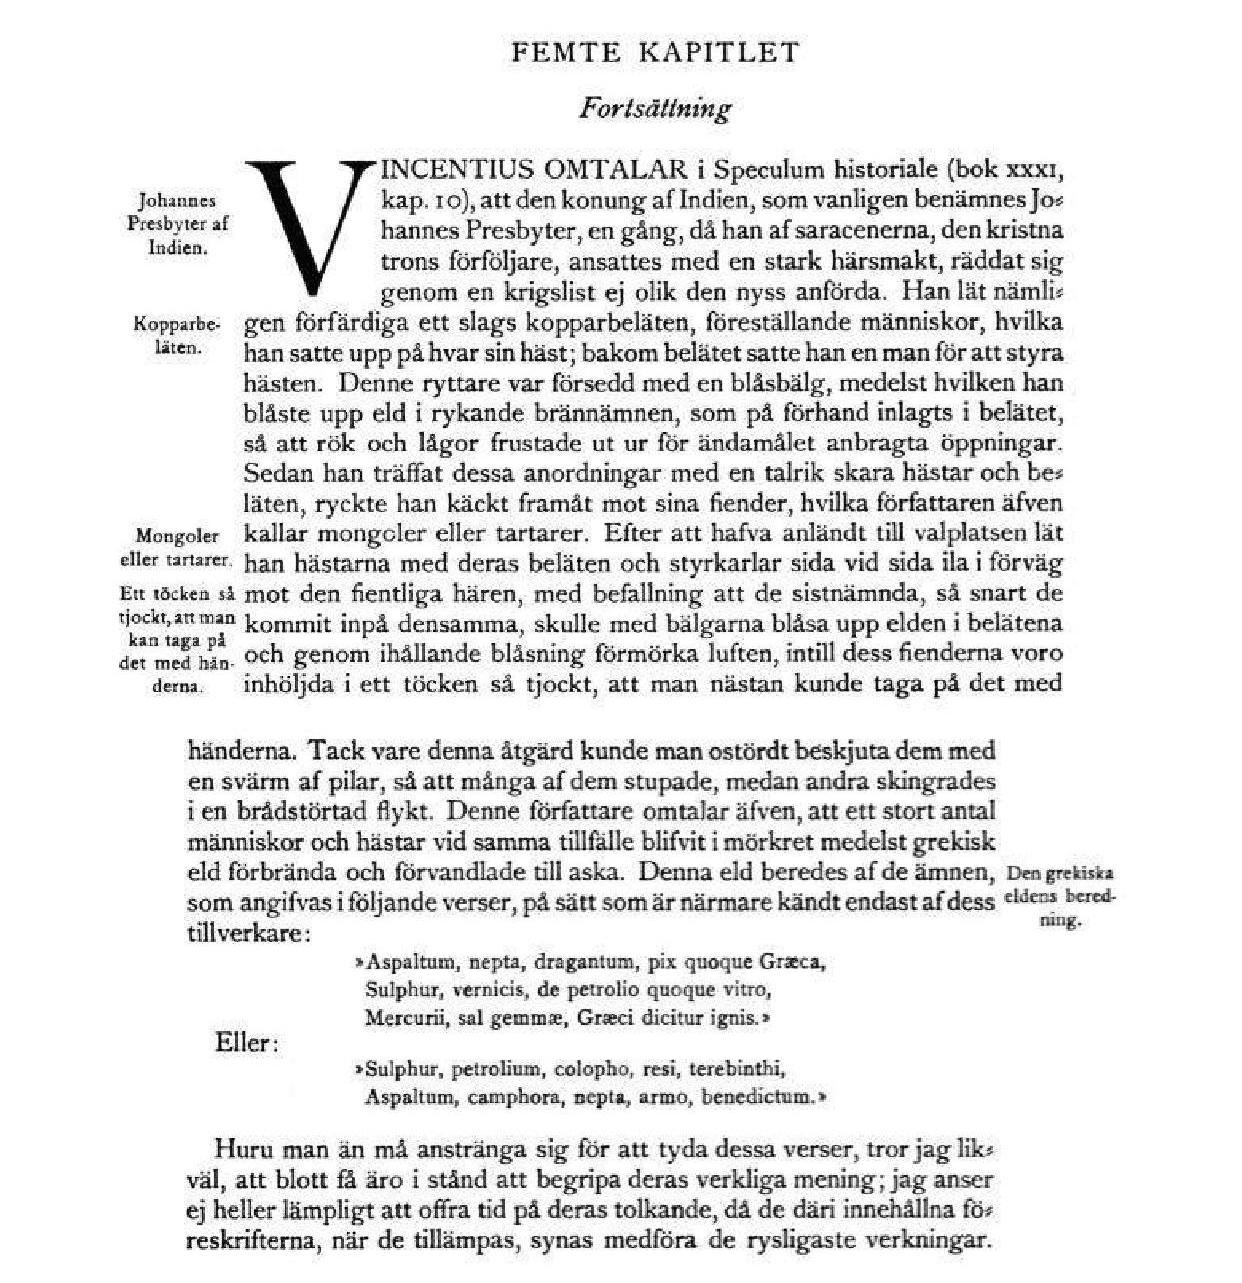 FEMTE KAPITLET
Fortsättning
VINCENTIUS OMTALAR i Speculum historiale (bok XXXI,
Johannes
Presbyter af
Indien.
kap. 10), att den konung af Indien, som vanligen benämnes Jo⸗
hannes Presbyter, en gång, då han af saracenerna, den kristna
trons förföljare, ansattes med en stark härsmakt, räddat sig
genom en krigslist ej olik den nyss anförda. Han lät nämli⸗
Kopparbe-
läten.
gen förfärdiga ett slags kopparbeläten, föreställande människor, hvilka
han satte upp på hvar sin häst; bakom belätet satte han en man för att styra
hästen. Denne ryttare var försedd med en blåsbälg, medelst hvilken han
blåste upp eld i rykande brännämnen, som på förhand inlagts i belätet,
så att rök och lågor frustade ut ur för ändamålet anbragta öppningar.
Sedan han träffat dessa anordningar med en talrik skara hästar och be⸗
läten, ryckte han käckt framåt mot sina fiender, hvilka författaren äfven
Mongoler
eller tartarer.
kallar mongoler eller tartarer. Efter att hafva anländt till valplatsen lät
han hästarna med deras beläten och styrkarlar sida vid sida ila i förväg
Ett töcken så
tjockt, att man
kan taga på
det med hän-
derna.
mot den fientliga hären, med befallning att de sistnämnda, så snart de
kommit inpå densamma, skulle med bälgarna blåsa upp elden i belätena
och genom ihållande blåsning förmörka luften, intill dess fienderna voro
inhöljda i ett töcken så tjockt, att man nästan kunde taga på det med
händerna. Tack vare denna åtgärd kunde man ostördt beskjuta dem med
en svärm af pilar, så att många af dem stupade, medan andra skingrades
i en brådstörtad flykt. Denne författare omtalar äfven, att ett stort antal
människor och hästar vid samma tillfälle blifvit i mörkret medelst grekisk
eld förbrända och förvandlade till aska. Denna eld beredes af de ämnen,
Den grekiska
eldens bered-
ning.
som angifvas i följande verser, på sätt som är närmare kändt endast af dess
tillverkare:
»Aspaltum, nepta, dragantum, pix quoque Græca,
Sulphur, vernicis, de petrolio quoque vitro,
Mercurii, sal gemmæ, Græci dicitur ignis.»
Eller:
»Sulphur, petrolium, colopho, resi, terebinthi,
Aspaltum, camphora, nepta, armo, benedictum.»
Huru man än må anstränga sig för att tyda dessa verser, tror jag lik⸗
väl, att blott få äro i stånd att begripa deras verkliga mening; jag anser
ej heller lämpligt att offra tid på deras tolkande, då de däri innehållna fö⸗
reskrifterna, när de tillämpas, synas medföra de rysligaste verkningar.